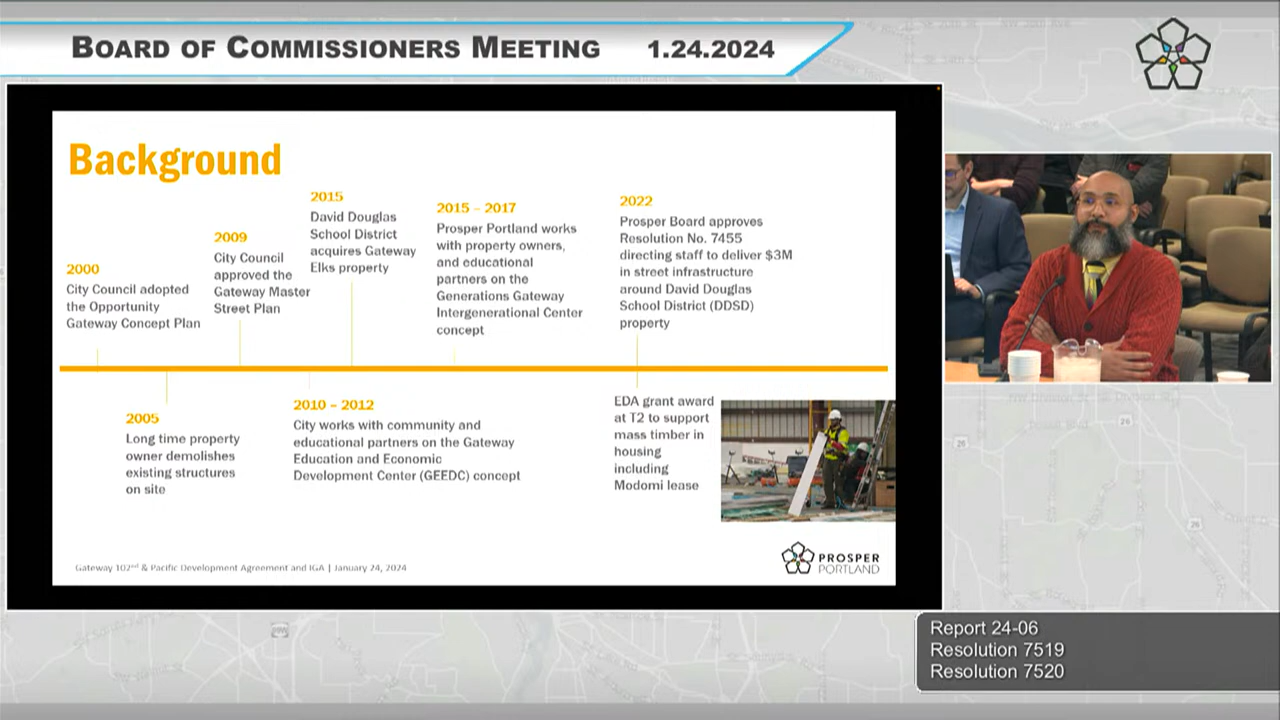 BOARD OF COMMISSIONERS MEETING 1.24.2024
Background
2000
City Council adopted
the Opportunity
Gateway Concept Plan
2009
City Council
approved the
Gateway Master
Street Plan
2015
David Douglas
School District
acquires Gateway
Elks property
2015 – 2017
Prosper Portland works
with property owners,
and educational
partners on the
Generations Gateway
Intergenerational Center
concept
2022
Prosper Board approves
Resolution No. 7455
directing staff to deliver $3M
in street infrastructure
around David Douglas
School District (DDSD)
property
2005
Long time property
owner demolishes
existing structures
on site
2010 – 2012
City works with community and
educational partners on the Gateway
Education and Economic
Development Center (GEEDC) concept
EDA grant award
at T2 to support
mass timber in
housing
including
Modomi lease
Gateway 102nd & Pacific Development Agreement and IGA | January 24, 2024
PROSPER
PORTLAND
Report 24-06
Resolution 7519
Resolution 7520
26
26
26